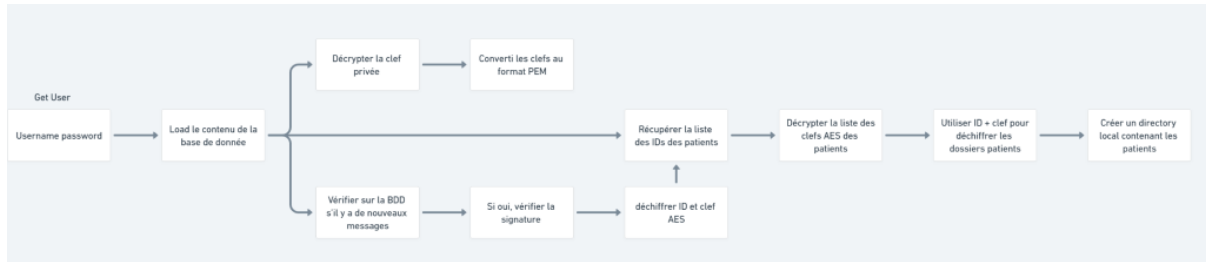 Get User
Username password
Load le contenu de la
base de donnée
Décrypter la clef
privée
Converti les clefs au
format PEM
Récupérer la liste
des IDs des patients
Décrypter la liste des
clefs AES des
patients
Utiliser ID + clef pour
déchiffrer les
dossiers patients
Créer un directory
local contenant les
patients
Vérifier sur la BDD
s'il y a de nouveaux
messages
Si oui, vérifier la
signature
déchiffrer ID et clef
AES